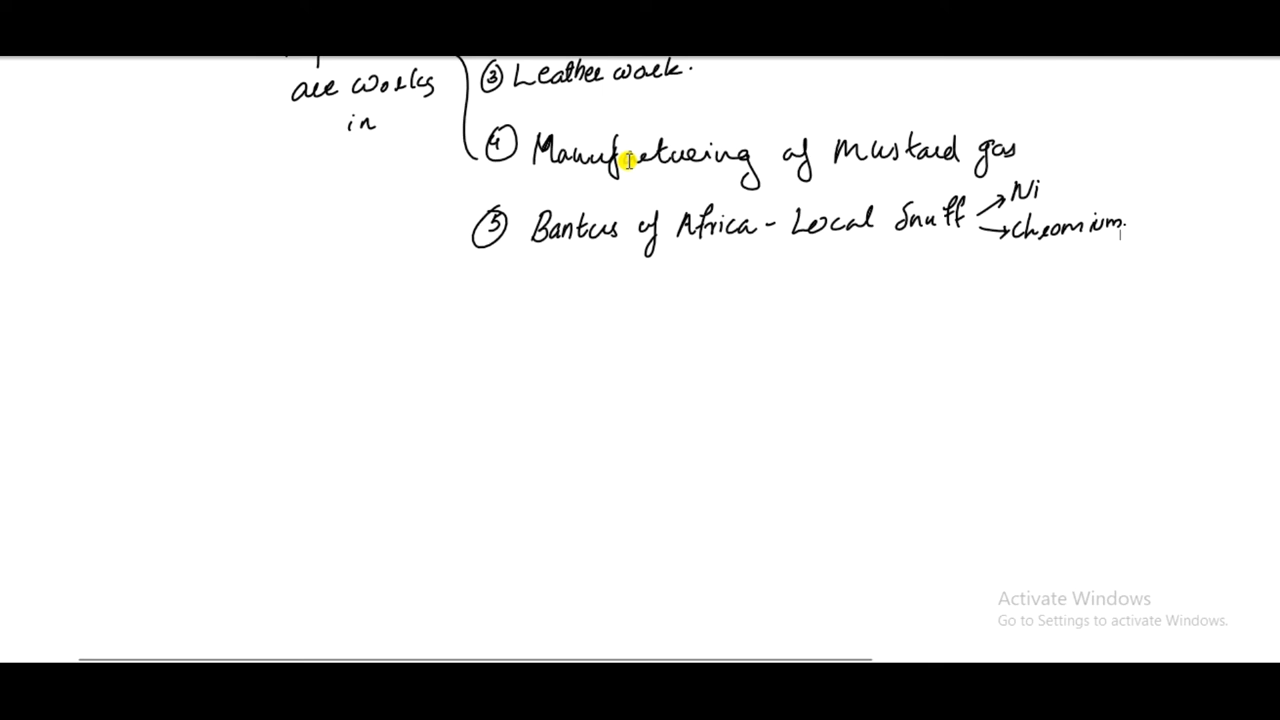 are works
in
③ Leather work.
④ Manufacturing of mustard gas
⑤ Bantus of Africa - Local Snuff → Ni
→ Chromium.
Activate Windows
Go to Settings to activate Windows.